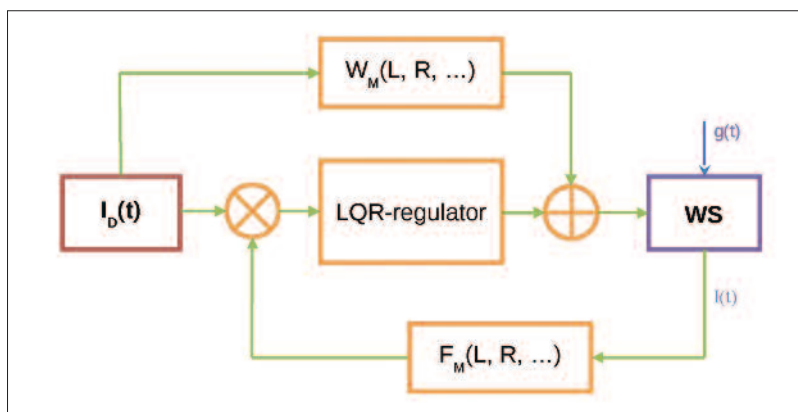 W_M(L, R, ...)
g(t)
I_D(t)
LQR-regulator
WS
I(t)
F_M(L, R, ...)